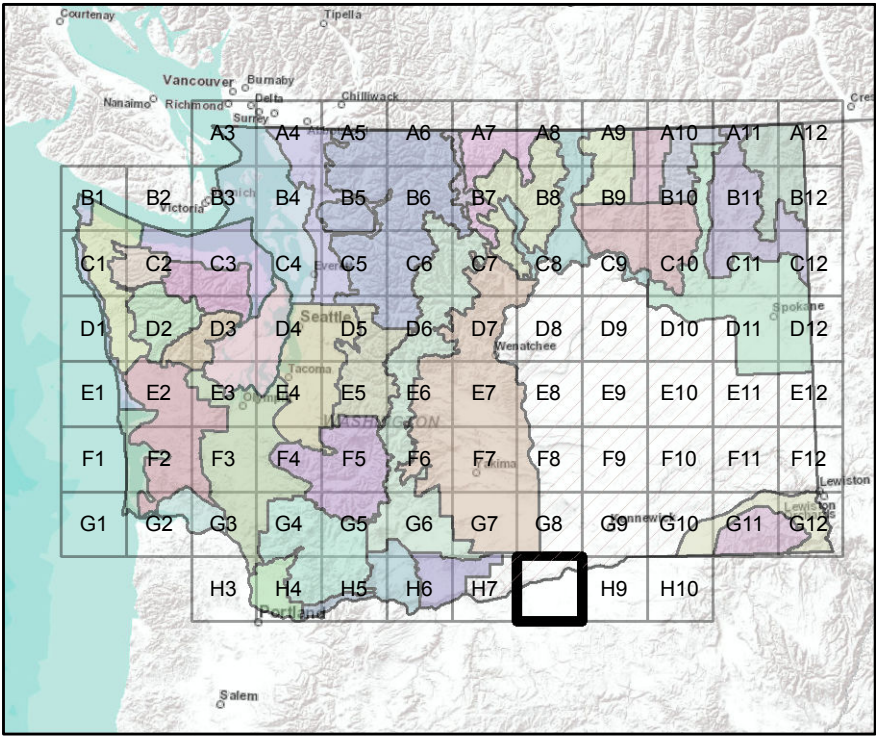 Courtenay
Tipella
Vancouver Burnaby
Nanaimo Richmond Delta Chilliwack
Surrey
Cres
A3 A4 A5 A6 A7 A8 A9 A10 A11 A12
B1 B2 B3 B4 B5 B6 B7 B8 B9 B10 B11 B12
Victoria
C1 C2 C3 C4 C5 C6 C7 C8 C9 C10 C11 C12
Spokane
Seattle
D1 D2 D3 D4 D5 D6 D7 D8 D9 D10 D11 D12
Wenatchee
Tacoma
E1 E2 E3 E4 E5 E6 E7 E8 E9 E10 E11 E12
WASHINGTON
F1 F2 F3 F4 F5 F6 F7 F8 F9 F10 F11 F12
Lewiston
Lewiston
G1 G2 G3 G4 G5 G6 G7 G8 G9 G10 G11 G12
Kennewick
H3 H4 H5 H6 H7 H9 H10
Portland
Salem